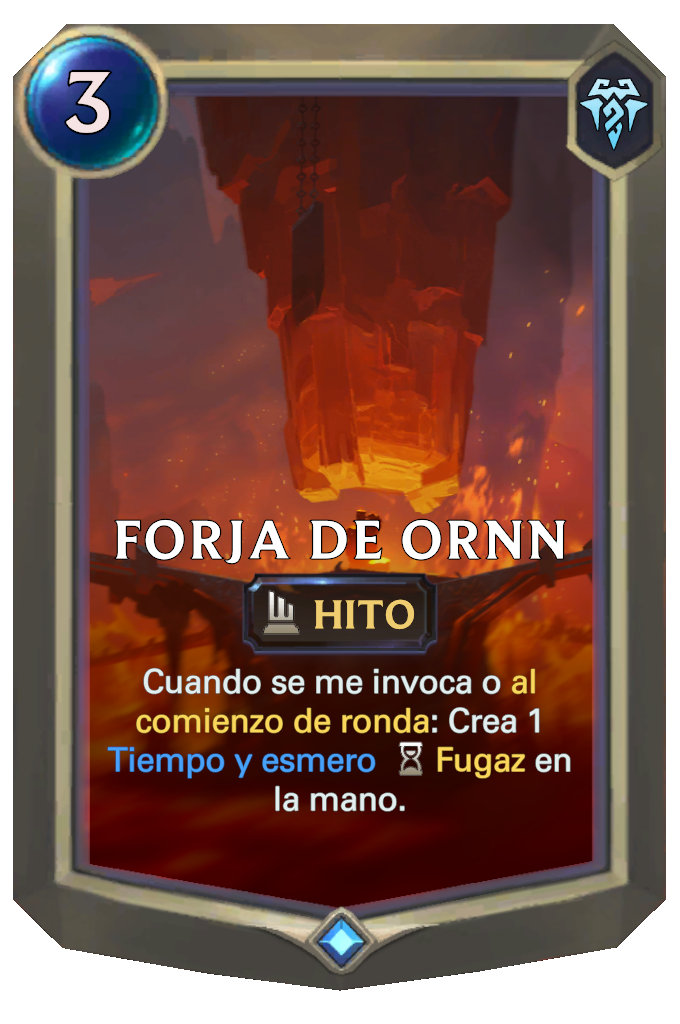 3
FORJA DE ORNN
HITO
Cuando se me invoca o al
comienzo de ronda: Crea 1
Tiempo y esmero Fugaz en
la mano.